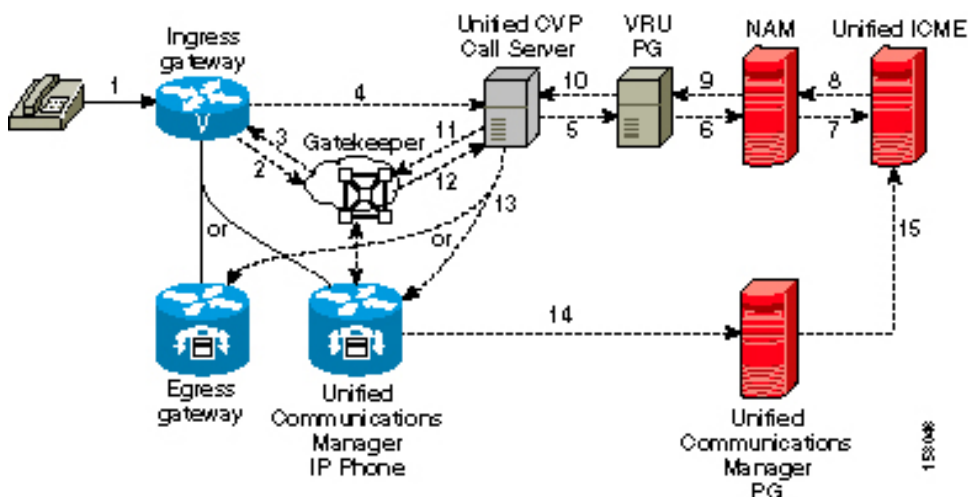 Ingress
gateway
Unified CVP
Call Server
VRU
PG
NAM
Unified ICME
1
V
4
10
9
8
5
6
7
3
2
Gatekeeper
11
12
13
or
or
15
14
Egress
gateway
Unified
Communications
Manager
IP Phone
Unified
Communications
Manager
PG